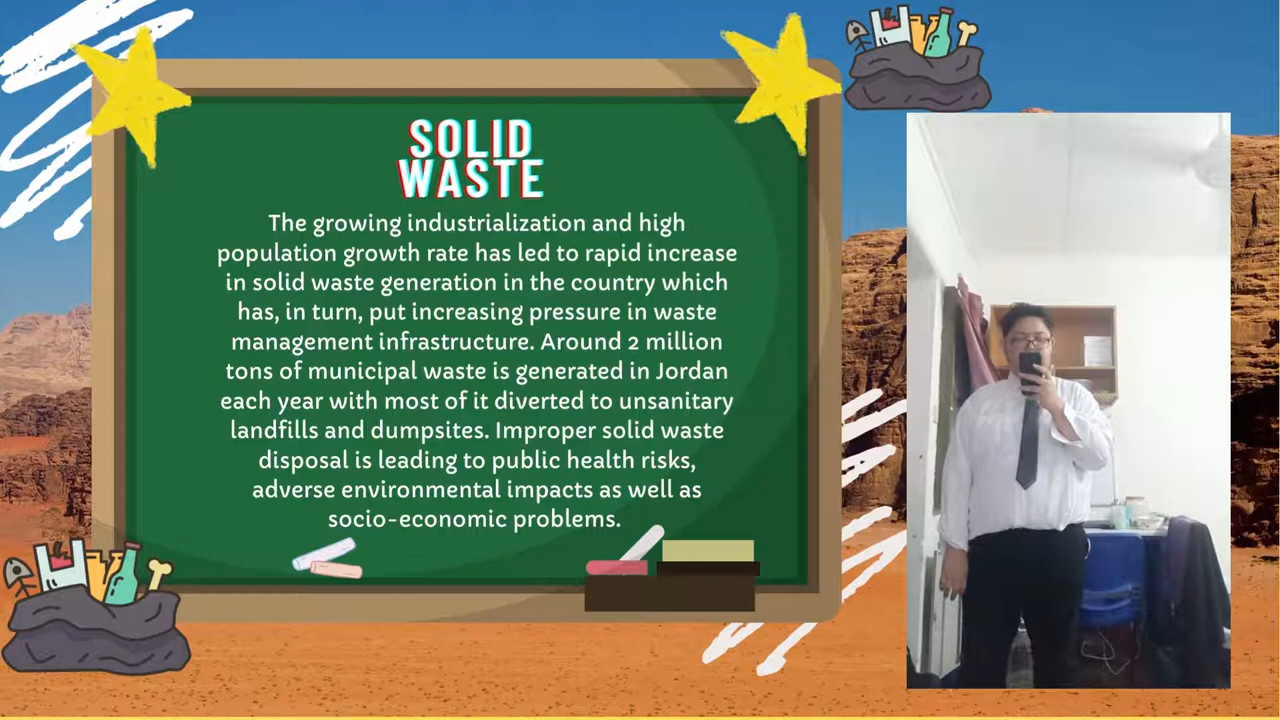 SOLID
WASTE
The growing industrialization and high
population growth rate has led to rapid increase
in solid waste generation in the country which
has, in turn, put increasing pressure in waste
management infrastructure. Around 2 million
tons of municipal waste is generated in Jordan
each year with most of it diverted to unsanitary
landfills and dumpsites. Improper solid waste
disposal is leading to public health risks,
adverse environmental impacts as well as
socio-economic problems.